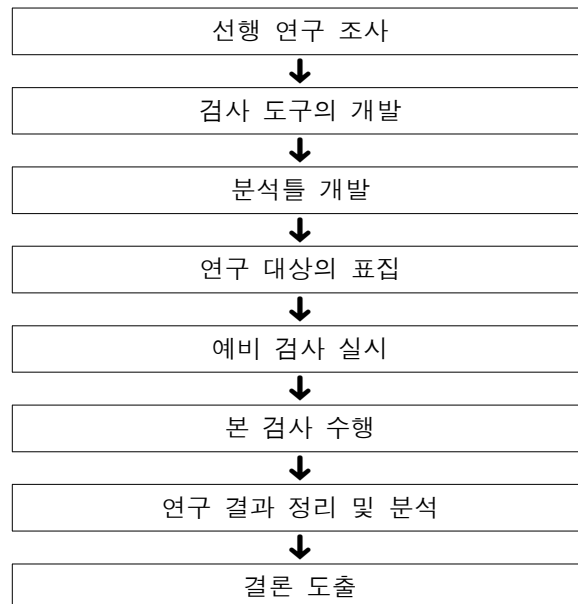 선행 연구 조사
검사 도구의 개발
분석틀 개발
연구 대상의 표집
예비 검사 실시
본 검사 수행
연구 결과 정리 및 분석
결론 도출